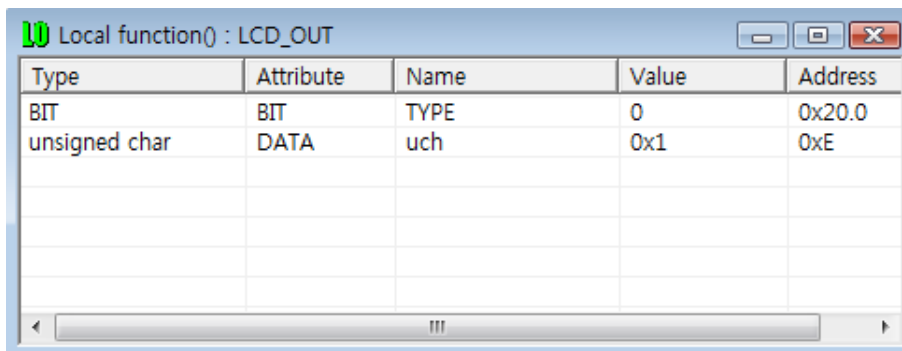 LO Local function() : LCD_OUT
Type Attribute Name Value Address
BIT BIT TYPE 0 0x20.0
unsigned char DATA uch 0x1 0xE